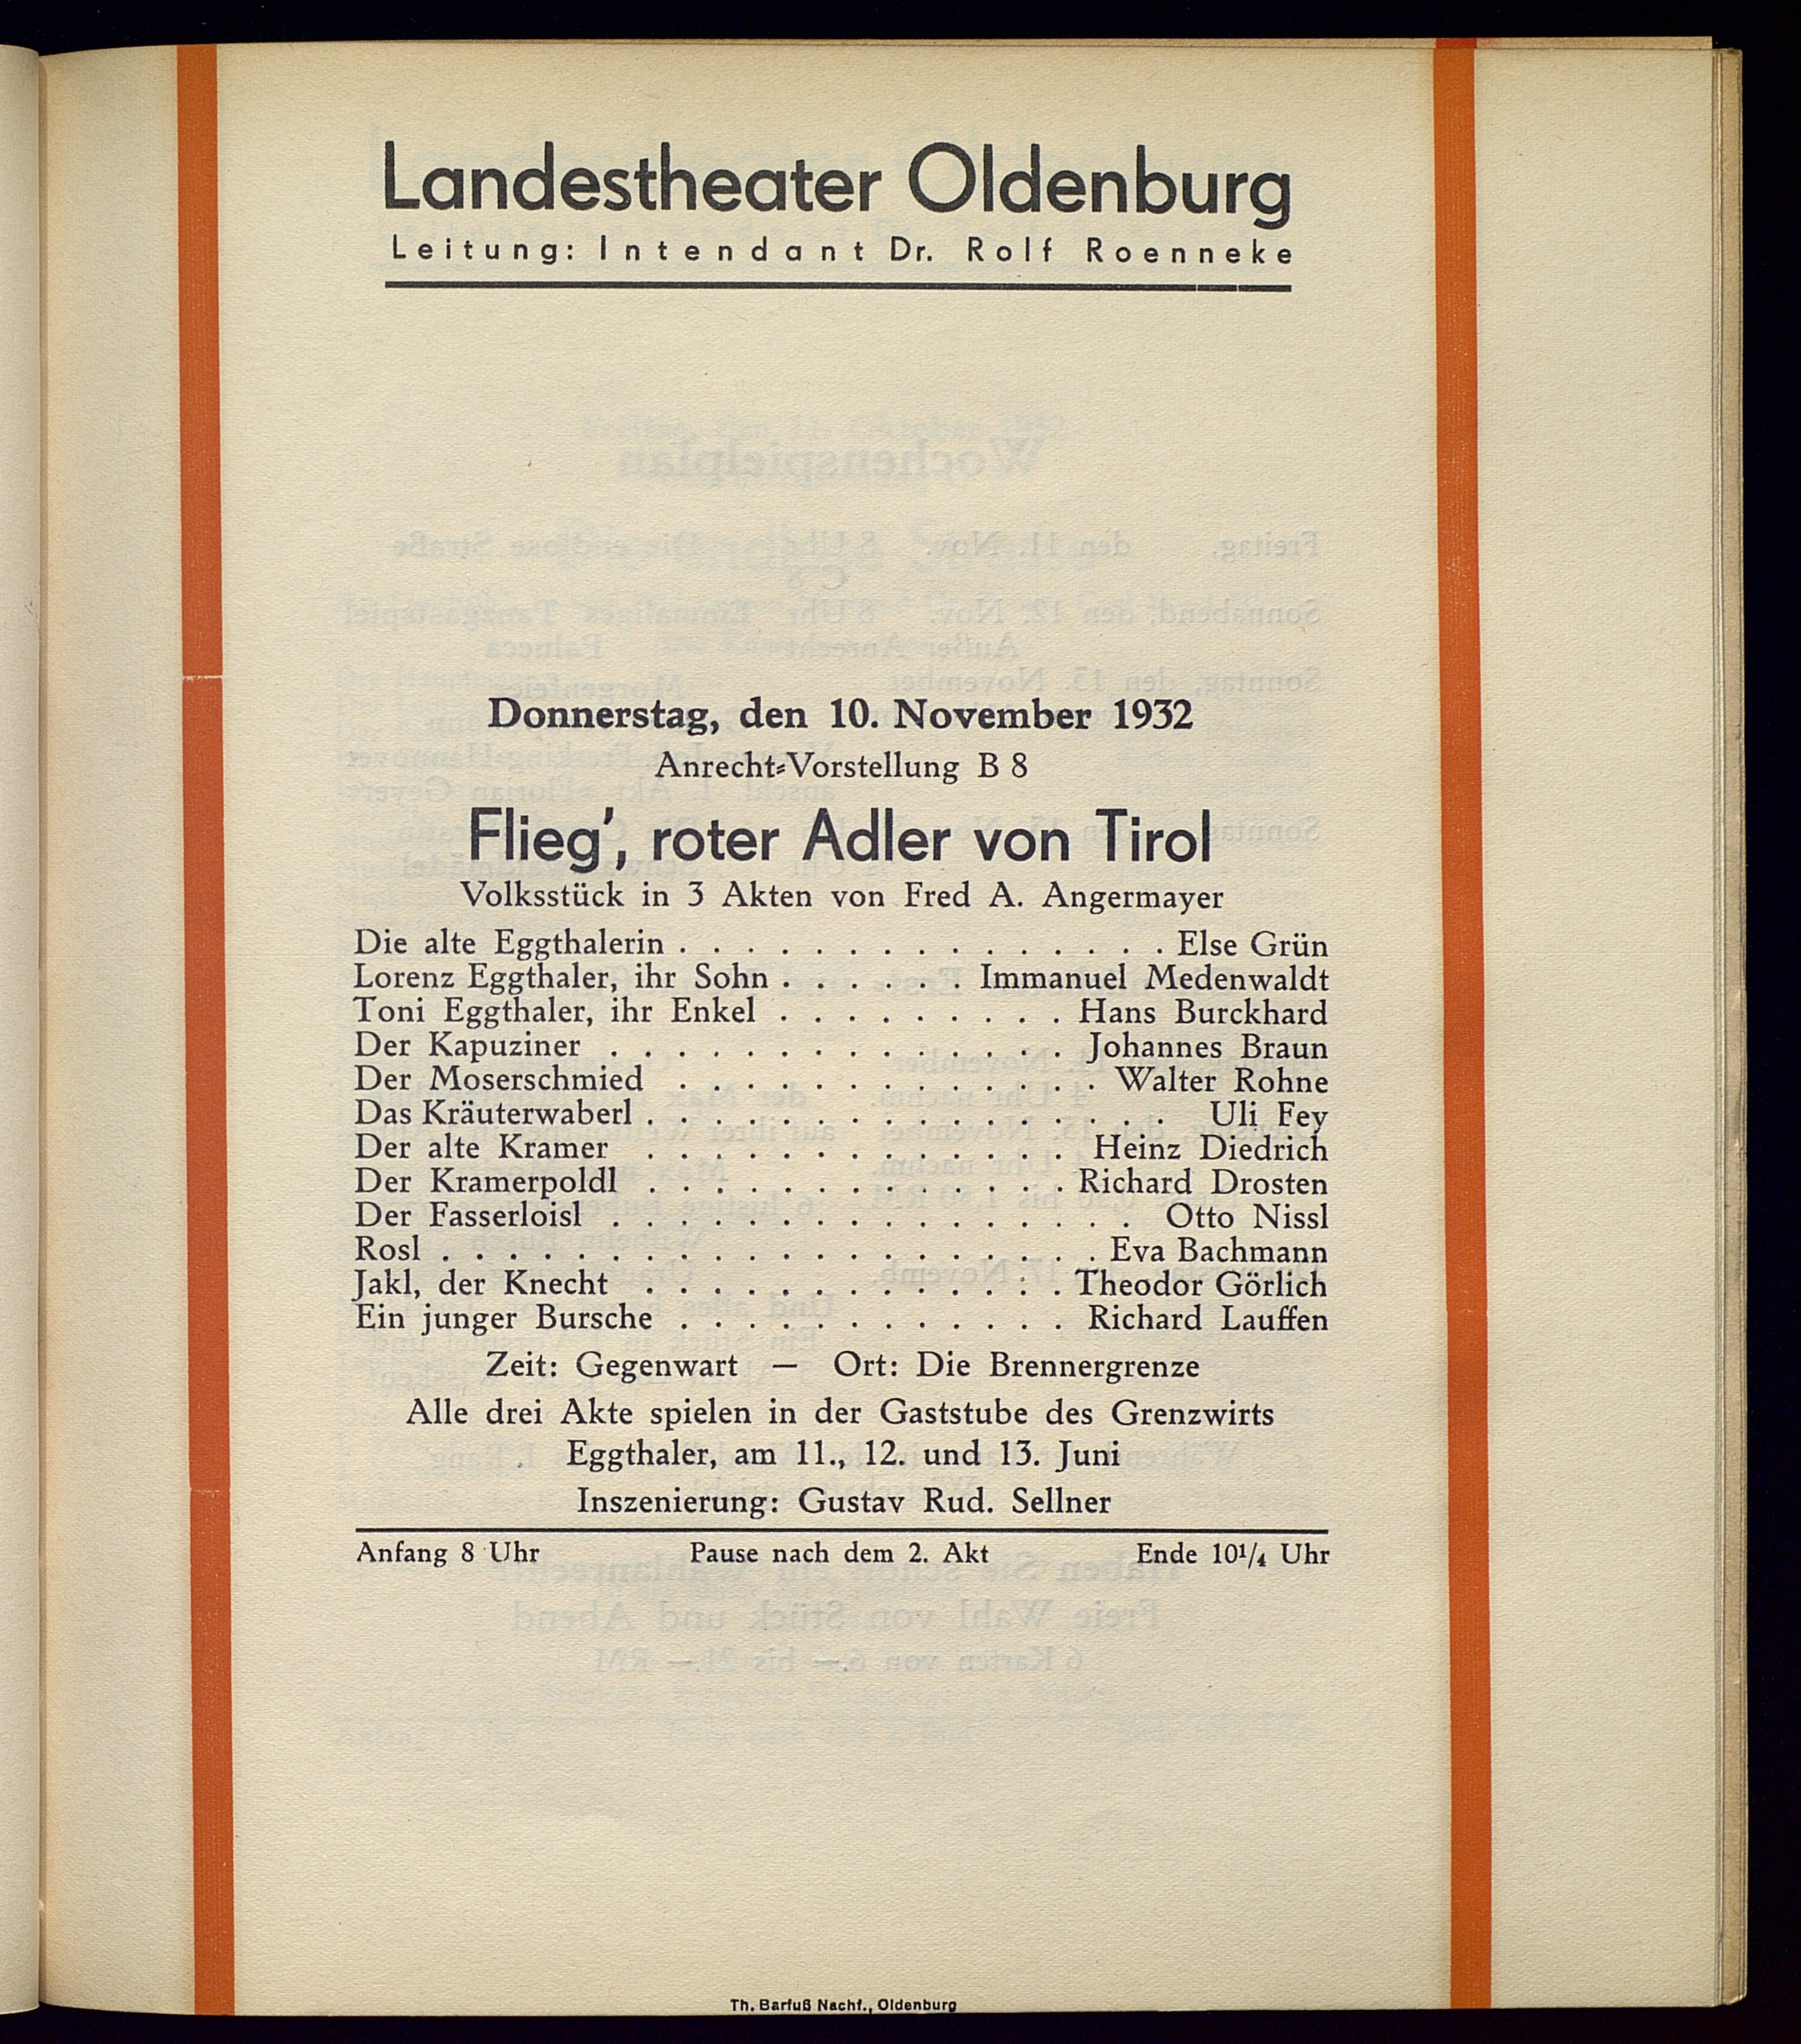 Landestheater Oldenburg
Leitung: Intendant Dr. Rolf Roenneke
Donnerstag, den 10. November 1932
Anrecht-Vorstellung B 8
Flieg', roter Adler von Tirol
Volksstück in 3 Akten von Fred A. Angermayer
Die alte Eggthalerin . . . . . . . . . . . . . . . Else Grün
Lorenz Eggthaler, ihr Sohn . . . . . . Immanuel Medenwaldt
Toni Eggthaler, ihr Enkel . . . . . . . . . Hans Burckhard
Der Kapuziner . . . . . . . . . . . . . . Johannes Braun
Der Moserschmied . . . . . . . . . . . . . Walter Rohne
Das Kräuterwaberl . . . . . . . . . . . . . . . . Uli Fey
Der alte Kramer . . . . . . . . . . . . . Heinz Diedrich
Der Kramerpoldl . . . . . . . . . . . . . Richard Drosten
Der Fasserloisl . . . . . . . . . . . . . . . . Otto Nissl
Rosl . . . . . . . . . . . . . . . . . . . . Eva Bachmann
Jakl, der Knecht . . . . . . . . . . . . . Theodor Görlich
Ein junger Bursche . . . . . . . . . . . . Richard Lauffen
Zeit: Gegenwart — Ort: Die Brennergrenze
Alle drei Akte spielen in der Gaststube des Grenzwirts
Eggthaler, am 11., 12. und 13. Juni
Inszenierung: Gustav Rud. Sellner
Anfang 8 Uhr Pause nach dem 2. Akt Ende 10¼ Uhr
Th. Barfuß Nachf., Oldenburg